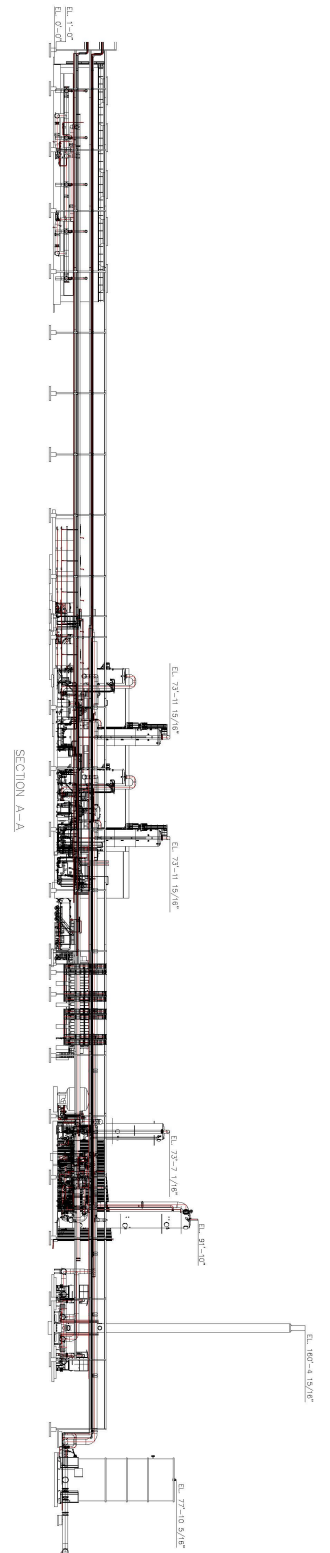 EL. 1'-0"
EL. 0'-0"
EL. 73'-11 15/16"
EL. 73'-11 15/16"
EL. 73'-7 1/16"
91'-10"
EL. 160'-4 15/16"
EL. 77'-10 5/16"
SECTION A-A